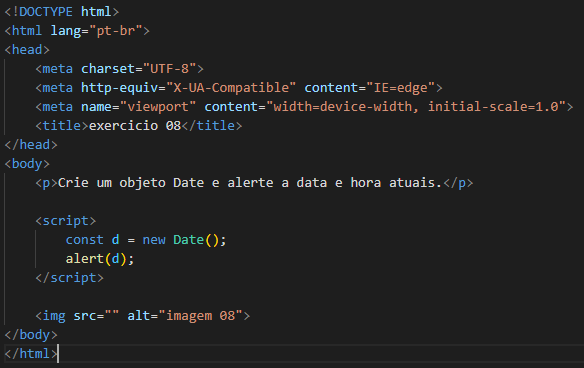 <!DOCTYPE html>
<html lang="pt-br">
<head>
    <meta charset="UTF-8">
    <meta http-equiv="X-UA-Compatible" content="IE=edge">
    <meta name="viewport" content="width=device-width, initial-scale=1.0">
    <title>exercicio 08</title>
</head>
<body>
    <p>Crie um objeto Date e alerte a data e hora atuais.</p>

    <script>
        const d = new Date();
        alert(d);
    </script>

    <img src="" alt="imagem 08">
</body>
</html>